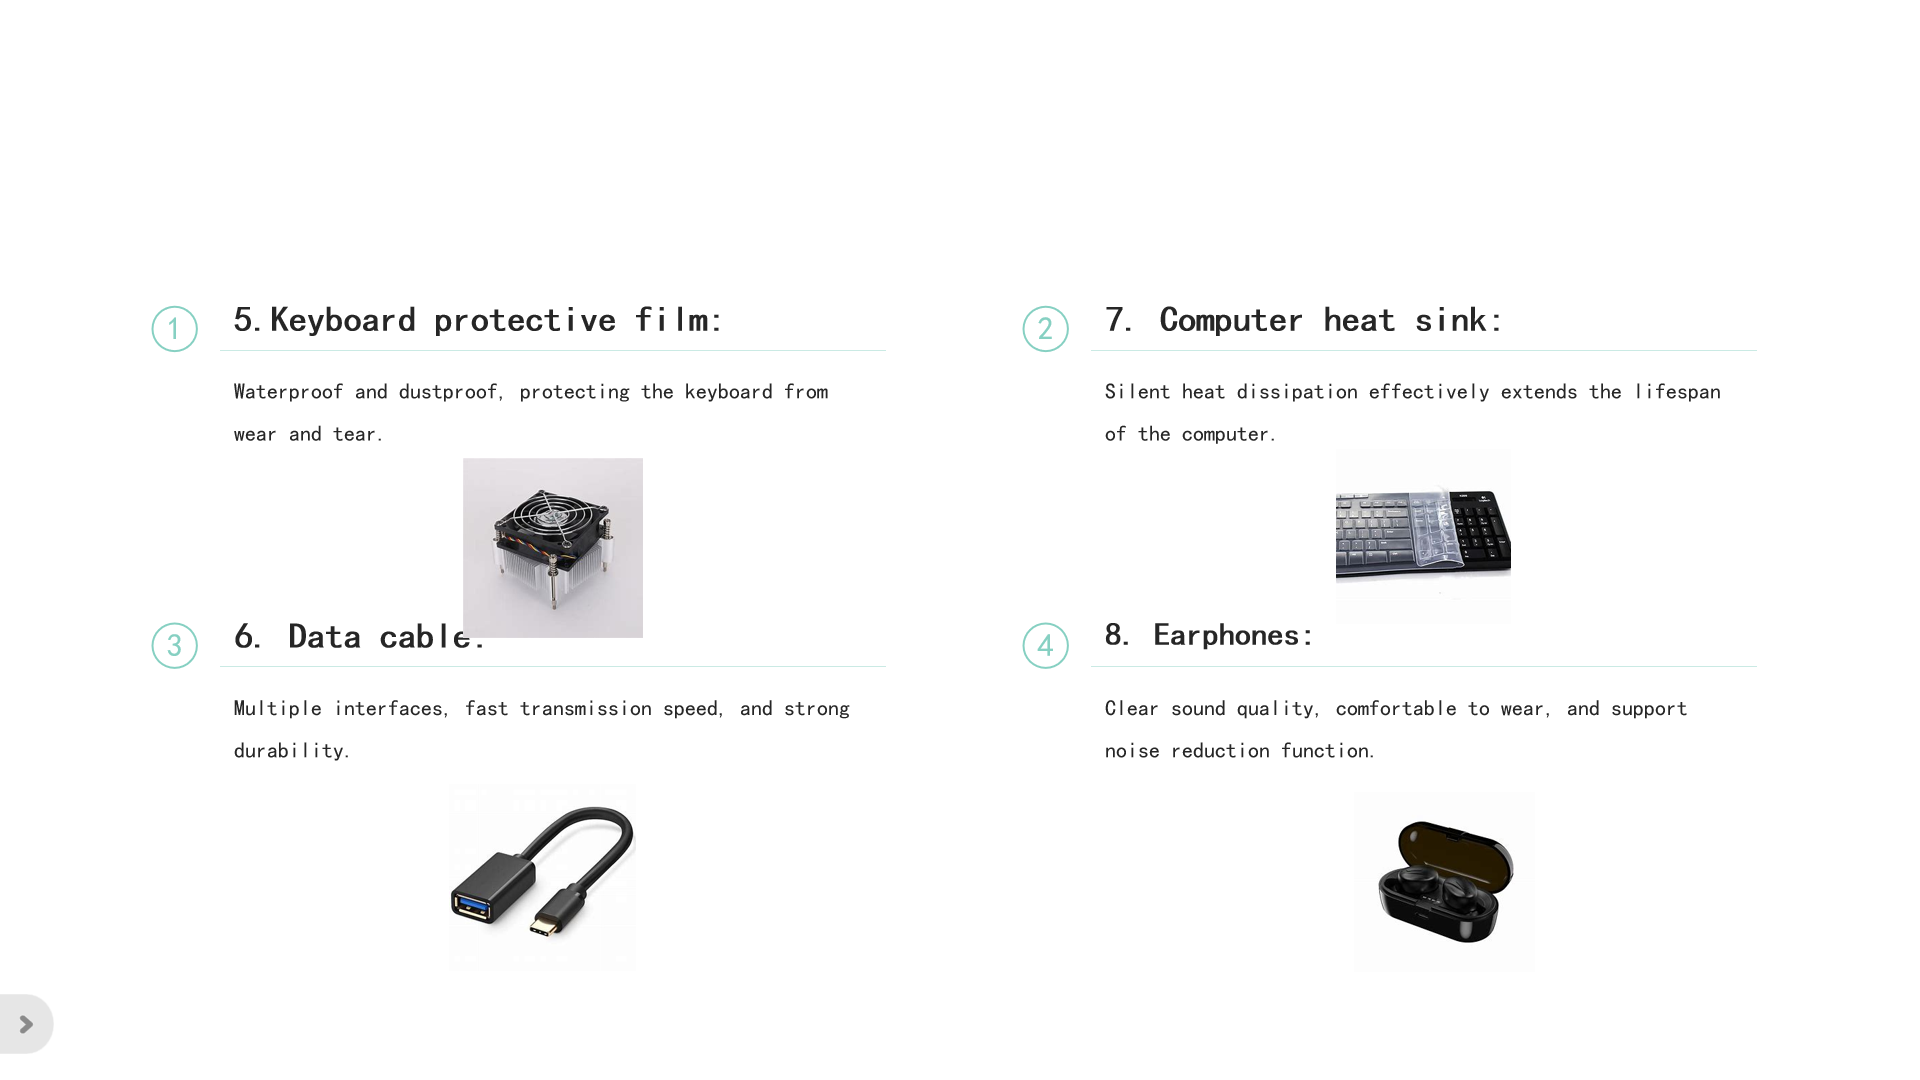 1
5.Keyboard protective film:
Waterproof and dustproof, protecting the keyboard from
wear and tear.
2
7. Computer heat sink:
Silent heat dissipation effectively extends the lifespan
of the computer.
3
6. Data cable:
Multiple interfaces, fast transmission speed, and strong
durability.
4
8. Earphones:
Clear sound quality, comfortable to wear, and support
noise reduction function.